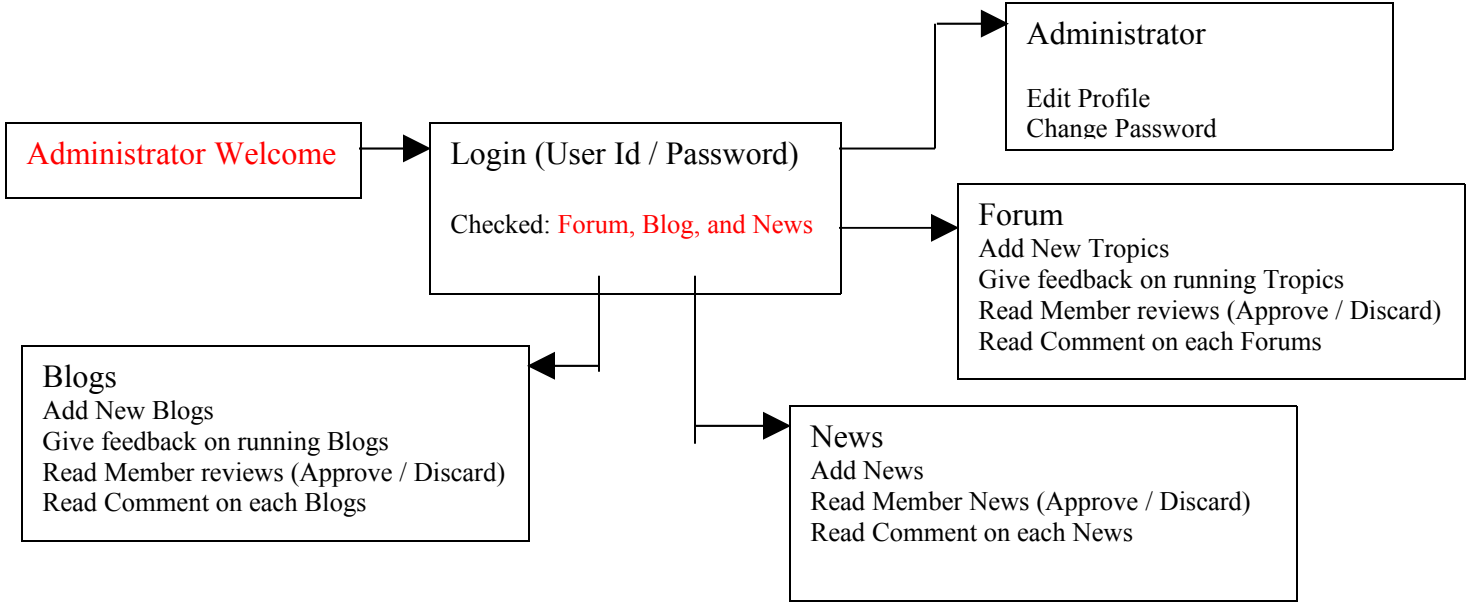 Administrator Welcome
Login (User Id / Password)
Checked: Forum, Blog, and News
Administrator
Edit Profile
Change Password
Forum
Add New Tropics
Give feedback on running Tropics
Read Member reviews (Approve / Discard)
Read Comment on each Forums
Blogs
Add New Blogs
Give feedback on running Blogs
Read Member reviews (Approve / Discard)
Read Comment on each Blogs
News
Add News
Read Member News (Approve / Discard)
Read Comment on each News